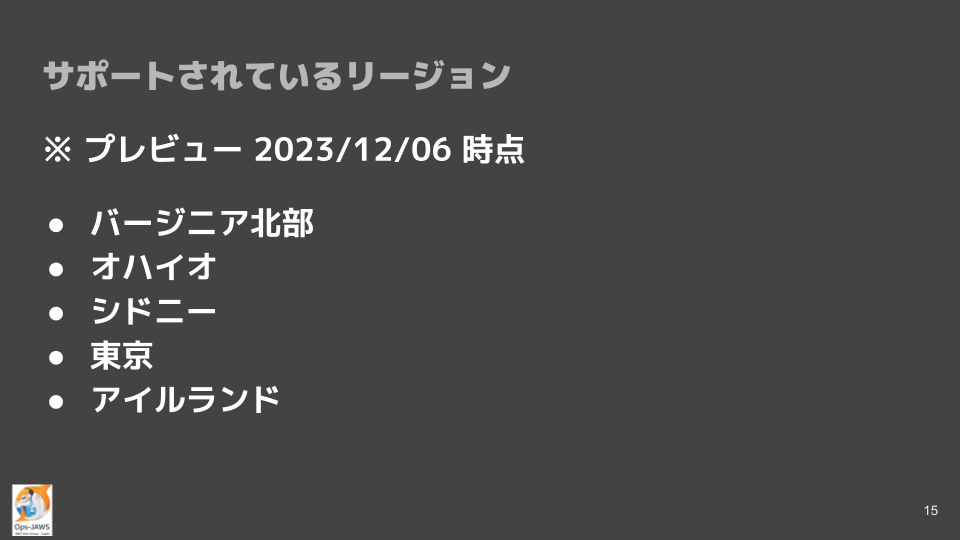 サポートされているリージョン
※ プレビュー 2023/12/06 時点
● バージニア北部
● オハイオ
● シドニー
● 東京
● アイルランド
Ops-JAWS
15